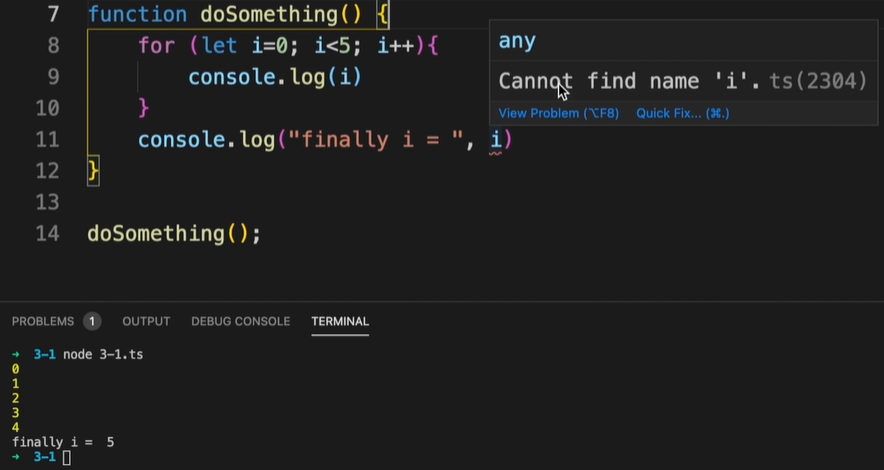 7 function doSomething() {
8 for (let i=0; i<5; i++){
any
9 console.log(i)
Cannot find name 'i'. ts(2304)
10 }
View Problem (⌥F8) Quick Fix... (⌘.)
11 console.log("finally i = ", i)
12 }
13
14 doSomething();
PROBLEMS 1 OUTPUT DEBUG CONSOLE TERMINAL
→ 3-1 node 3-1.ts
0
1
2
3
4
finally i =  5
→ 3-1